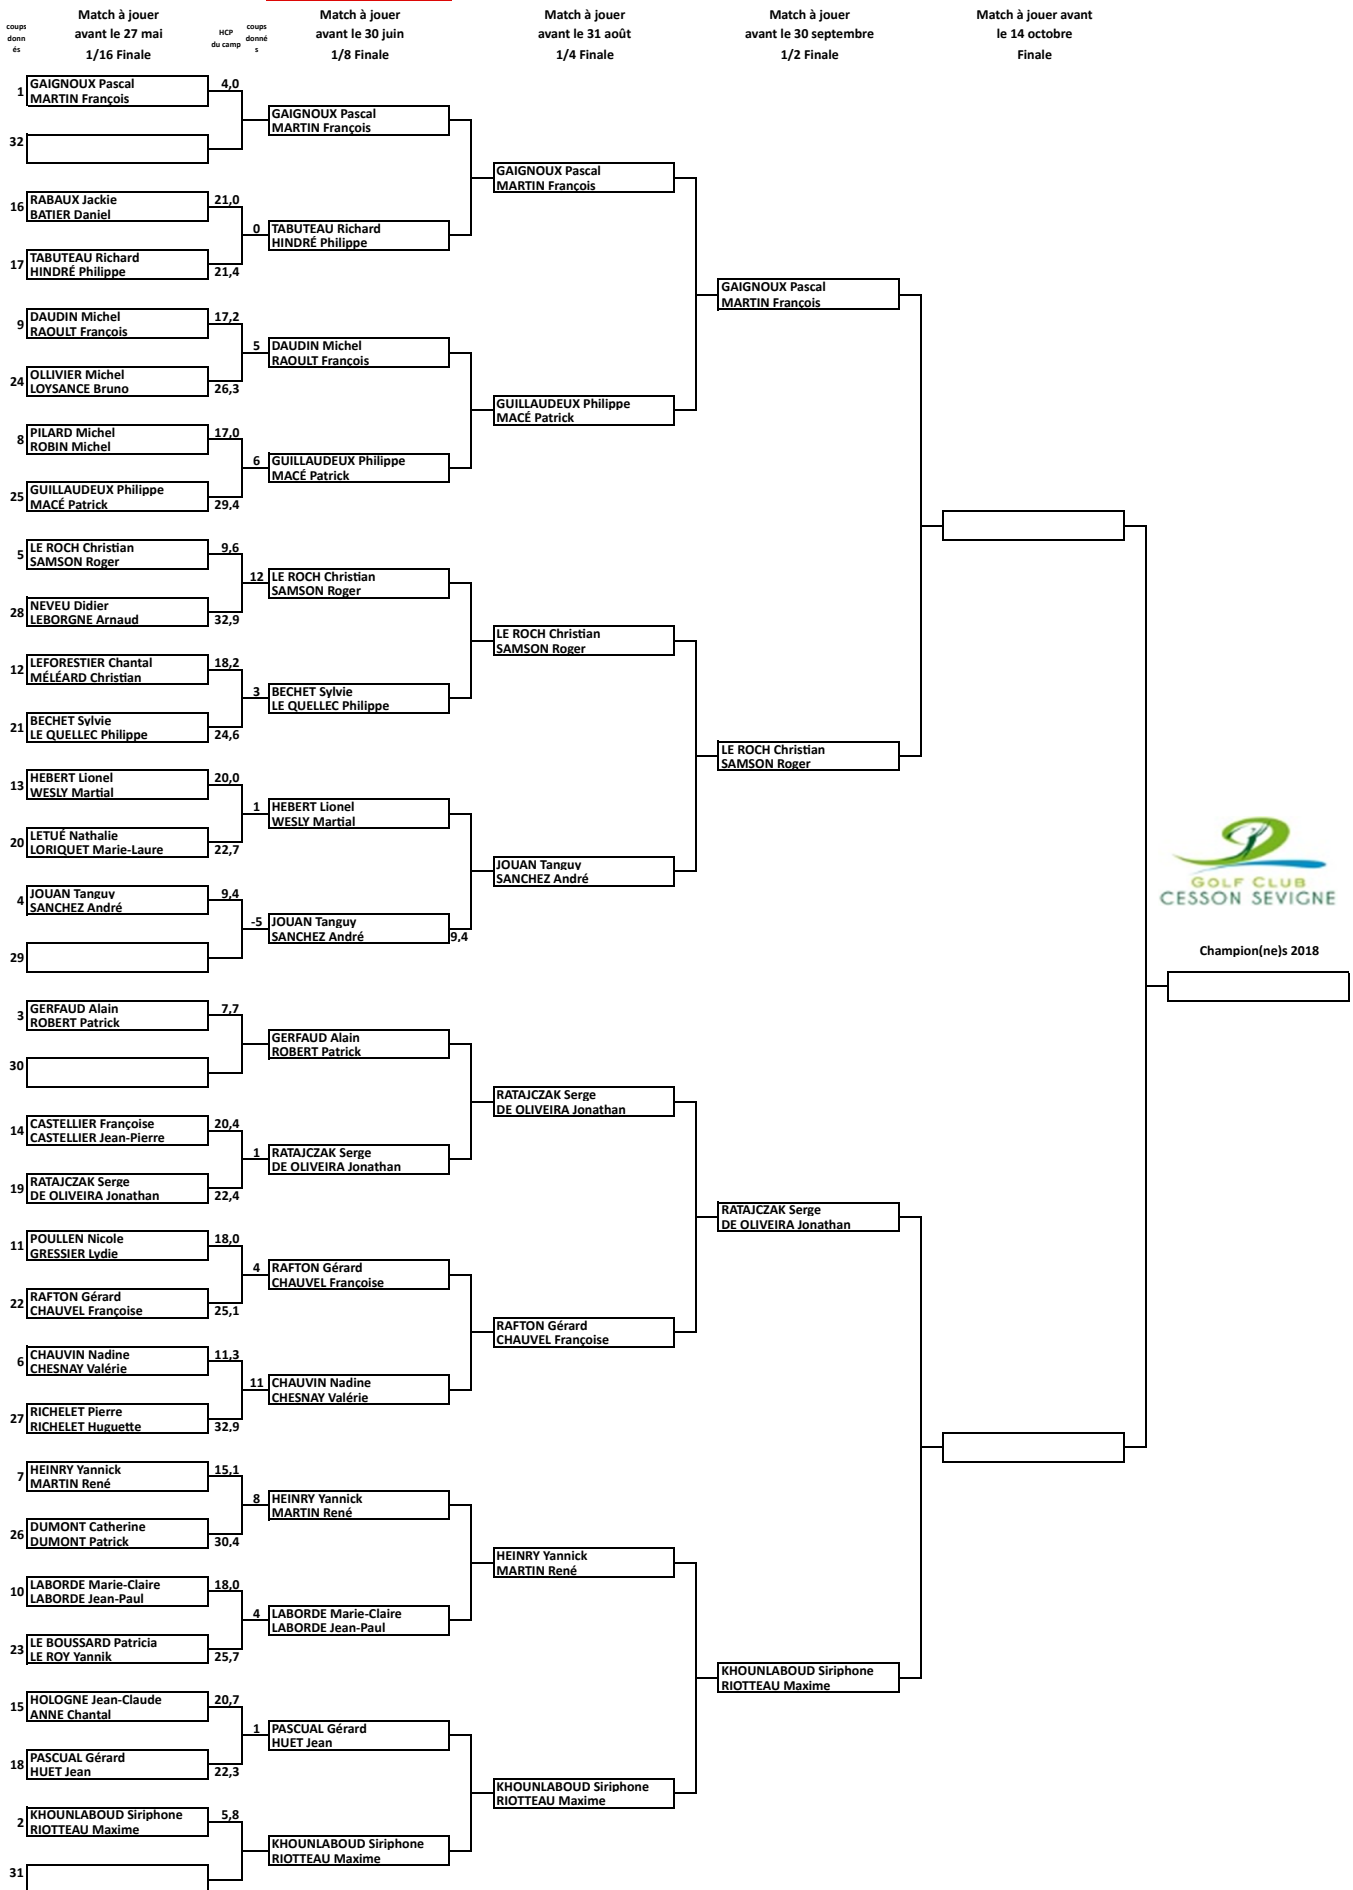 coups
donn
és
Match à jouer
avant le 27 mai
1/16 Finale
HCP
du camp
coups
donné
s
Match à jouer
avant le 30 juin
1/8 Finale
Match à jouer
avant le 31 août
1/4 Finale
Match à jouer
avant le 30 septembre
1/2 Finale
Match à jouer avant
le 14 octobre
Finale
1
GAIGNOUX Pascal
MARTIN François
4,0
32
16
RABAUX Jackie
BATIER Daniel
21,0
17
TABUTEAU Richard
HINDRÉ Philippe
21,4
9
DAUDIN Michel
RAOULT François
17,2
24
OLLIVIER Michel
LOYSANCE Bruno
26,3
8
PILARD Michel
ROBIN Michel
17,0
25
GUILLAUDEUX Philippe
MACÉ Patrick
29,4
5
LE ROCH Christian
SAMSON Roger
9,6
28
NEVEU Didier
LEBORGNE Arnaud
32,9
12
LEFORESTIER Chantal
MÉLÉARD Christian
18,2
21
BECHET Sylvie
LE QUELLEC Philippe
24,6
13
HEBERT Lionel
WESLY Martial
20,0
20
LETUÉ Nathalie
LORIQUET Marie-Laure
22,7
4
JOUAN Tanguy
SANCHEZ André
9,4
29
3
GERFAUD Alain
ROBERT Patrick
7,7
30
14
CASTELLIER Françoise
CASTELLIER Jean-Pierre
20,4
19
RATAJCZAK Serge
DE OLIVEIRA Jonathan
22,4
11
POULLEN Nicole
GRESSIER Lydie
18,0
22
RAFTON Gérard
CHAUVEL Françoise
25,1
6
CHAUVIN Nadine
CHESNAY Valérie
11,3
27
RICHELET Pierre
RICHELET Huguette
32,9
7
HEINRY Yannick
MARTIN René
15,1
26
DUMONT Catherine
DUMONT Patrick
30,4
10
LABORDE Marie-Claire
LABORDE Jean-Paul
18,0
23
LE BOUSSARD Patricia
LE ROY Yannik
25,7
15
HOLOGNE Jean-Claude
ANNE Chantal
20,7
18
PASCUAL Gérard
HUET Jean
22,3
2
KHOUNLABOUD Siriphone
RIOTTEAU Maxime
5,8
31
GAIGNOUX Pascal
MARTIN François
0
TABUTEAU Richard
HINDRÉ Philippe
5
DAUDIN Michel
RAOULT François
6
GUILLAUDEUX Philippe
MACÉ Patrick
12
LE ROCH Christian
SAMSON Roger
3
BECHET Sylvie
LE QUELLEC Philippe
1
HEBERT Lionel
WESLY Martial
-5
JOUAN Tanguy
SANCHEZ André
9,4
GERFAUD Alain
ROBERT Patrick
1
RATAJCZAK Serge
DE OLIVEIRA Jonathan
4
RAFTON Gérard
CHAUVEL Françoise
11
CHAUVIN Nadine
CHESNAY Valérie
8
HEINRY Yannick
MARTIN René
4
LABORDE Marie-Claire
LABORDE Jean-Paul
1
PASCUAL Gérard
HUET Jean
KHOUNLABOUD Siriphone
RIOTTEAU Maxime
GAIGNOUX Pascal
MARTIN François
GUILLAUDEUX Philippe
MACÉ Patrick
LE ROCH Christian
SAMSON Roger
JOUAN Tanguy
SANCHEZ André
RATAJCZAK Serge
DE OLIVEIRA Jonathan
RAFTON Gérard
CHAUVEL Françoise
HEINRY Yannick
MARTIN René
KHOUNLABOUD Siriphone
RIOTTEAU Maxime
GAIGNOUX Pascal
MARTIN François
LE ROCH Christian
SAMSON Roger
RATAJCZAK Serge
DE OLIVEIRA Jonathan
KHOUNLABOUD Siriphone
RIOTTEAU Maxime
GOLF CLUB
CESSON SEVIGNE
Champion(ne)s 2018